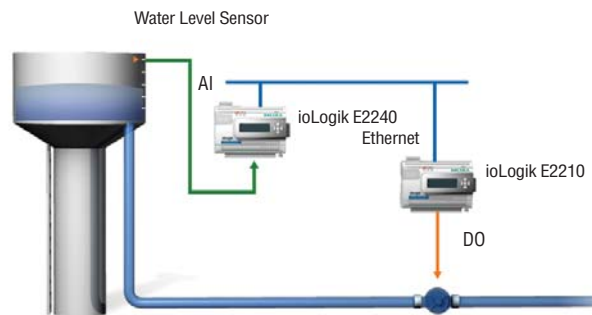 Water Level Sensor
AI
ioLogik E2240
Ethernet
ioLogik E2210
DO